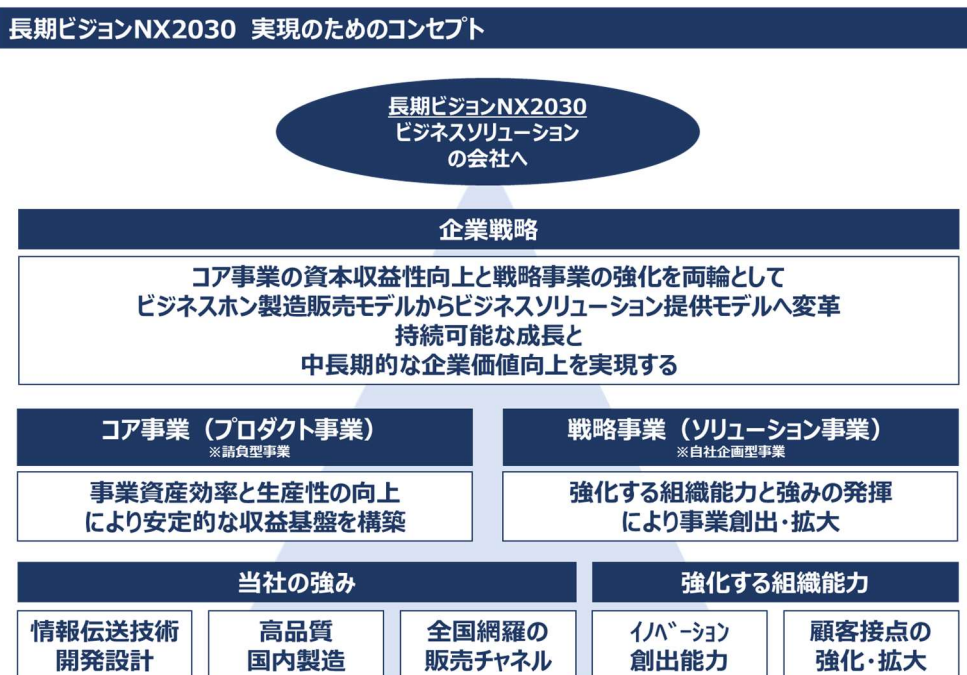 長期ビジョンNX2030 実現のためのコンセプト
長期ビジョンNX2030
ビジネスソリューション
の会社へ
企業戦略
コア事業の資本収益性向上と戦略事業の強化を両輪として
ビジネスホン製造販売モデルからビジネスソリューション提供モデルへ変革
持続可能な成長と
中長期的な企業価値向上を実現する
コア事業（プロダクト事業）
※請負型事業
事業資産効率と生産性の向上
により安定的な収益基盤を構築
戦略事業（ソリューション事業）
※自社企画型事業
強化する組織能力と強みの発揮
により事業創出･拡大
当社の強み
情報伝送技術
開発設計
高品質
国内製造
全国網羅の
販売チャネル
強化する組織能力
ｲﾉﾍﾞｰｼｮﾝ
創出能力
顧客接点の
強化･拡大